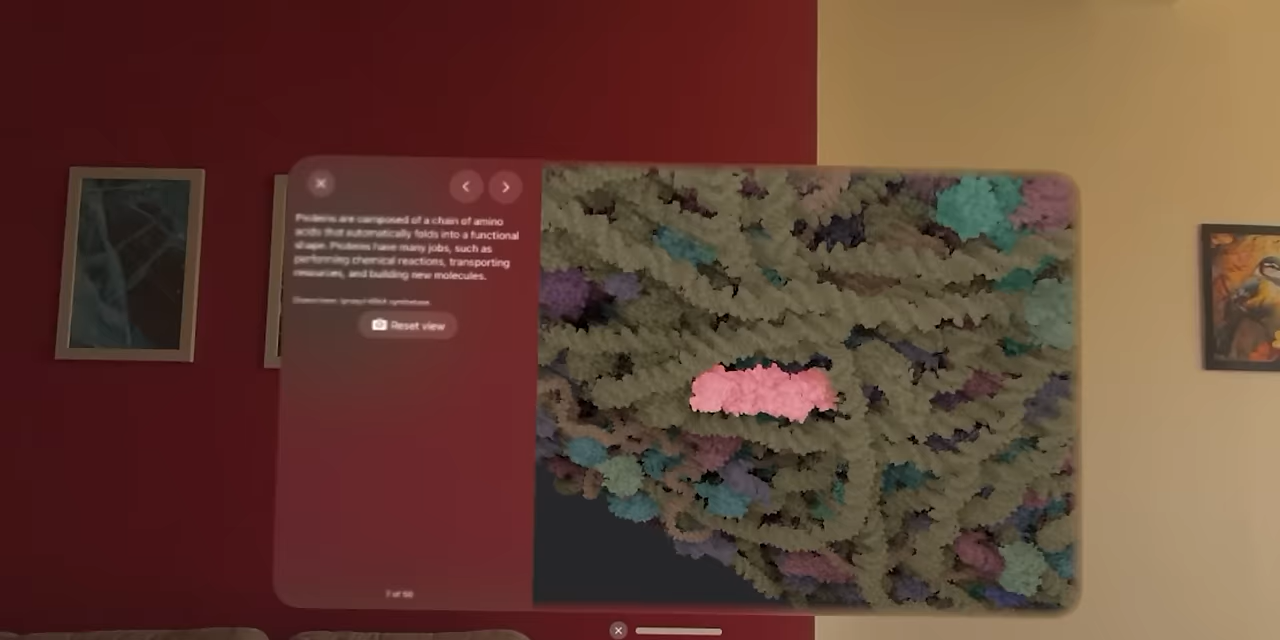 Proteins are composed of a chain of amino
acids that automatically folds into a functional
shape. Proteins have many jobs, such as
performing chemical reactions, transporting
resources, and building new molecules.
Reset view